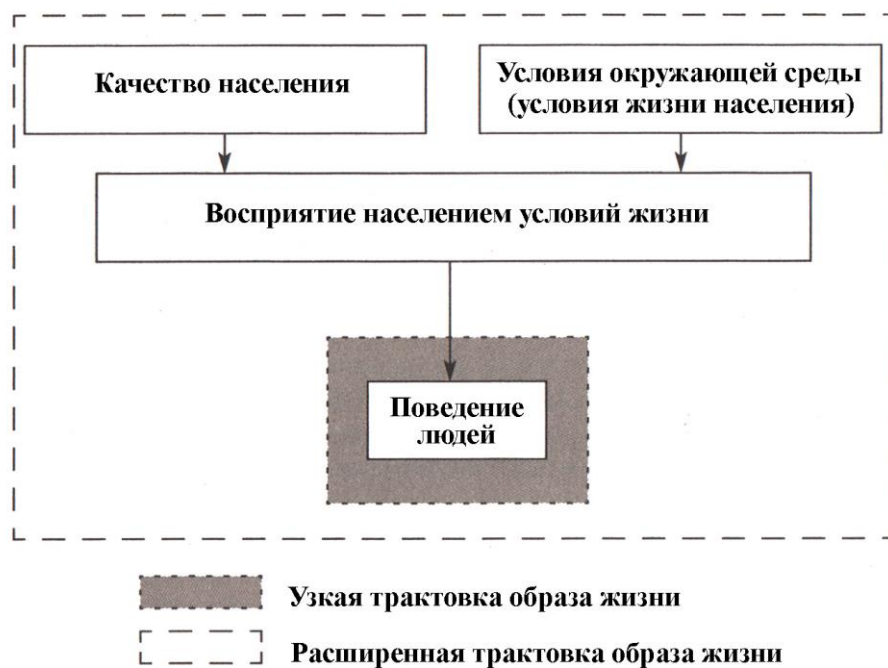 Качество населения
Условия окружающей среды
(условия жизни населения)
Восприятие населением условий жизни
Поведение
людей
Узкая трактовка образа жизни
Расширенная трактовка образа жизни